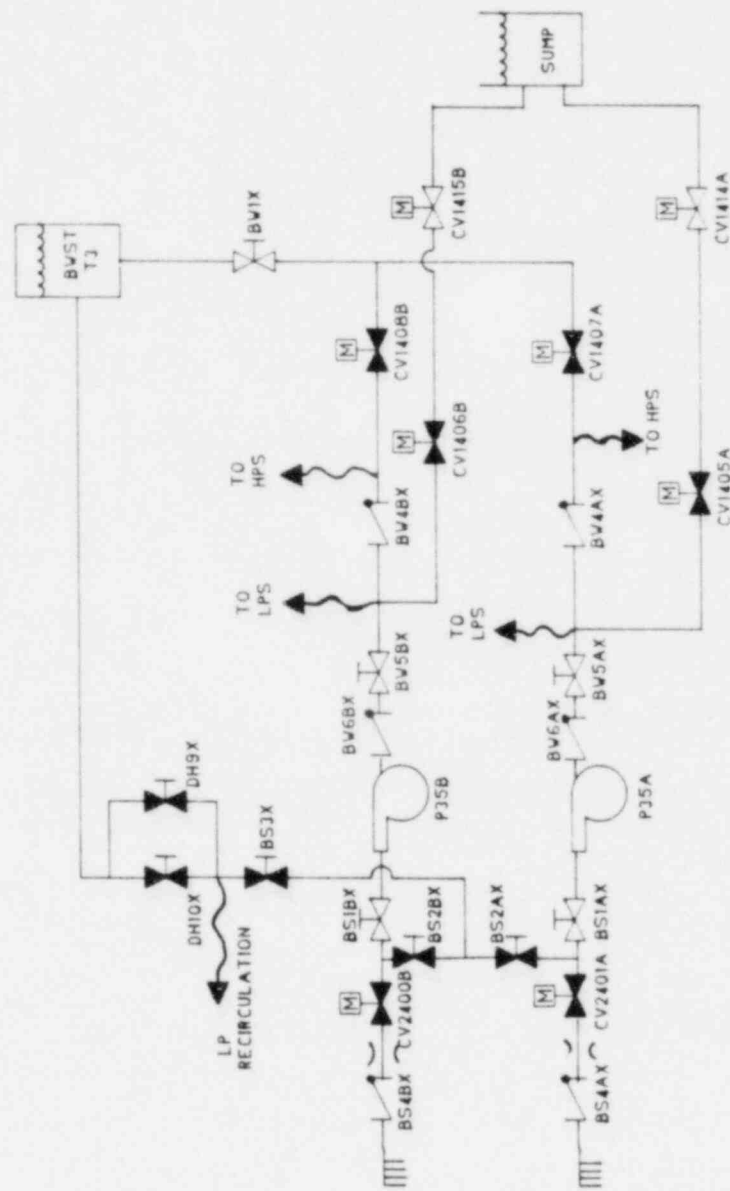 BWST
T3
BW1X
SUMP
CV1415B
CV1414A
CV1408B
CV1407A
CV1406B
CV1405A
TO
HPS
TO HPS
BW4BX
BW4AX
TO
LPS
TO
LPS
BW5BX
BW5AX
BW6BX
BW6AX
P35B
P35A
DH9X
DH10X
BS3X
LP
RECIRCULATION
BS1BX
BS2BX
BS2AX
BS1AX
CV2400B
CV2401A
BS4BX
BS4AX
M
M
M
M
M
M
M
M